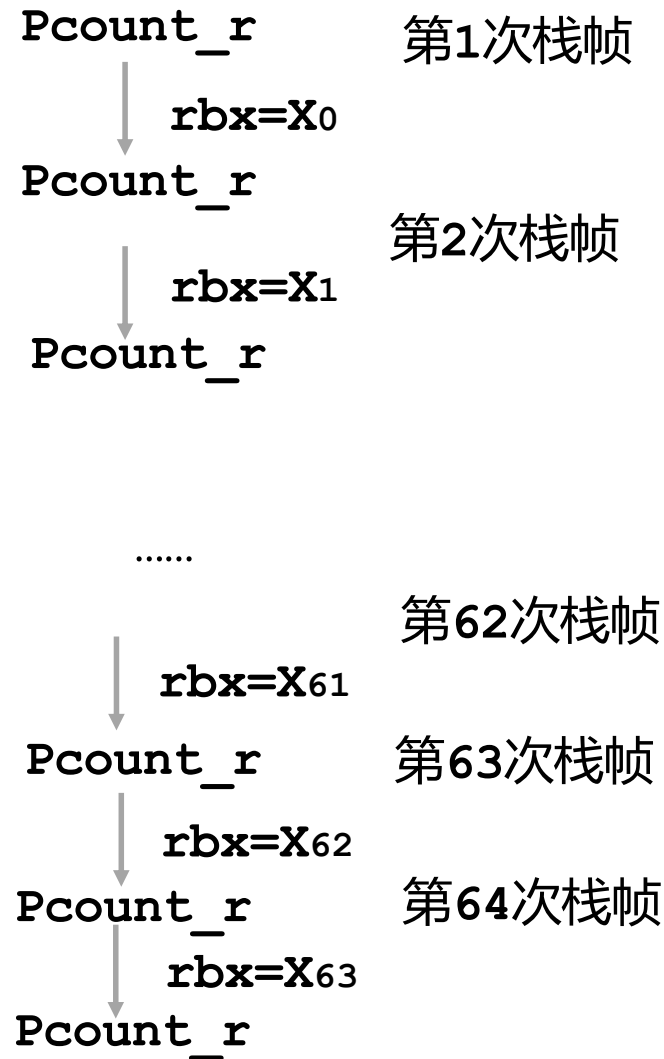 Pcount_r 第1次栈帧
rbx=X0
Pcount_r
第2次栈帧
rbx=X1
Pcount_r
......
第62次栈帧
rbx=X61
Pcount_r 第63次栈帧
rbx=X62
Pcount_r 第64次栈帧
rbx=X63
Pcount_r